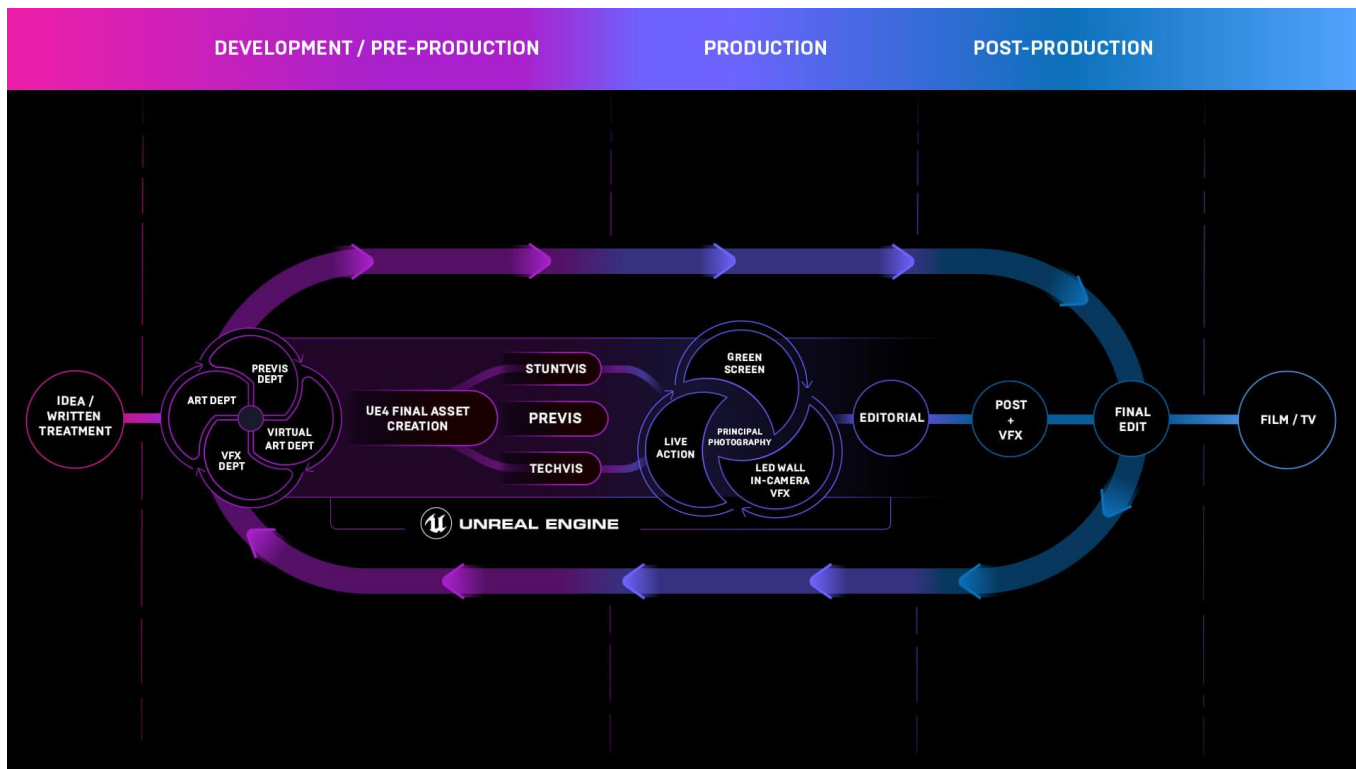 DEVELOPMENT / PRE-PRODUCTION
PRODUCTION
POST-PRODUCTION
IDEA /
WRITTEN
TREATMENT
PREVIS
DEPT
ART DEPT
VIRTUAL
ART DEPT
VFX
DEPT
UE4 FINAL ASSET
CREATION
STUNTVIS
PREVIS
TECHVIS
GREEN
SCREEN
LIVE
ACTION
PRINCIPAL
PHOTOGRAPHY
LED WALL
IN-CAMERA
VFX
EDITORIAL
POST
+
VFX
FINAL
EDIT
FILM / TV
UNREAL ENGINE